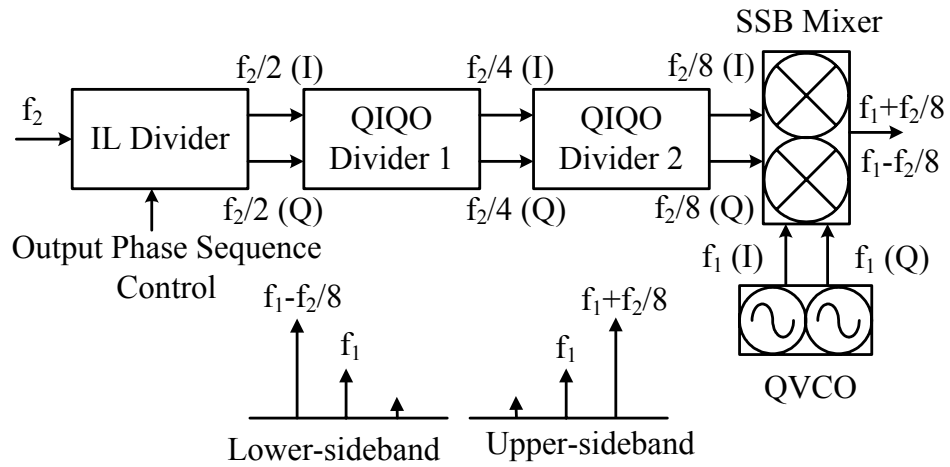 SSB Mixer
f₂/2 (I)
f₂/4 (I)
f₂/8 (I)
f₂
IL Divider
QIQO
Divider 1
QIQO
Divider 2
f₁+f₂/8
f₁-f₂/8
f₂/2 (Q)
f₂/4 (Q)
f₂/8 (Q)
Output Phase Sequence
Control
f₁ (I)
f₁ (Q)
f₁-f₂/8
f₁
f₁+f₂/8
f₁
QVCO
Lower-sideband
Upper-sideband